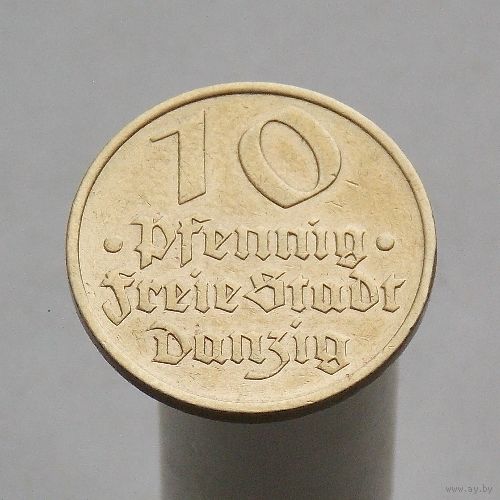 10
• Pfennig •
Freie Stadt
Danzig
www.ay.by